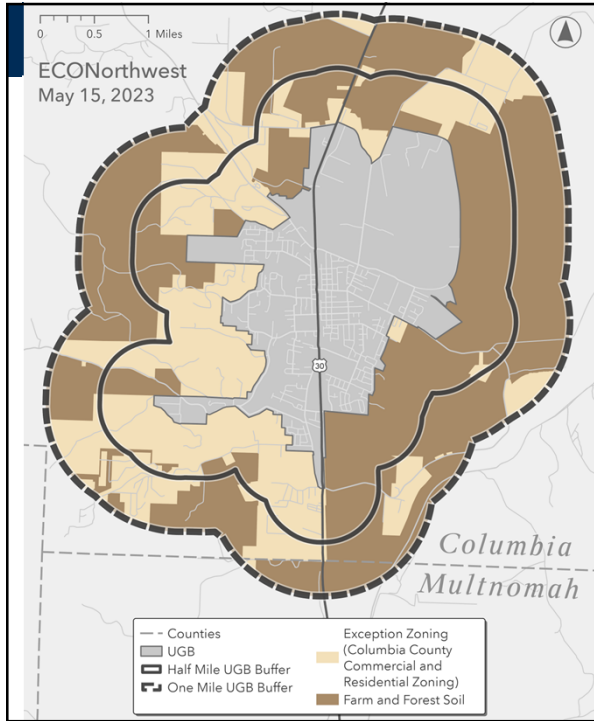 0 0.5 1 Miles
ECONorthwest
May 15, 2023
30
Columbia
Multnomah
Counties
UGB
Half Mile UGB Buffer
One Mile UGB Buffer
Exception Zoning
(Columbia County
Commercial and
Residential Zoning)
Farm and Forest Soil